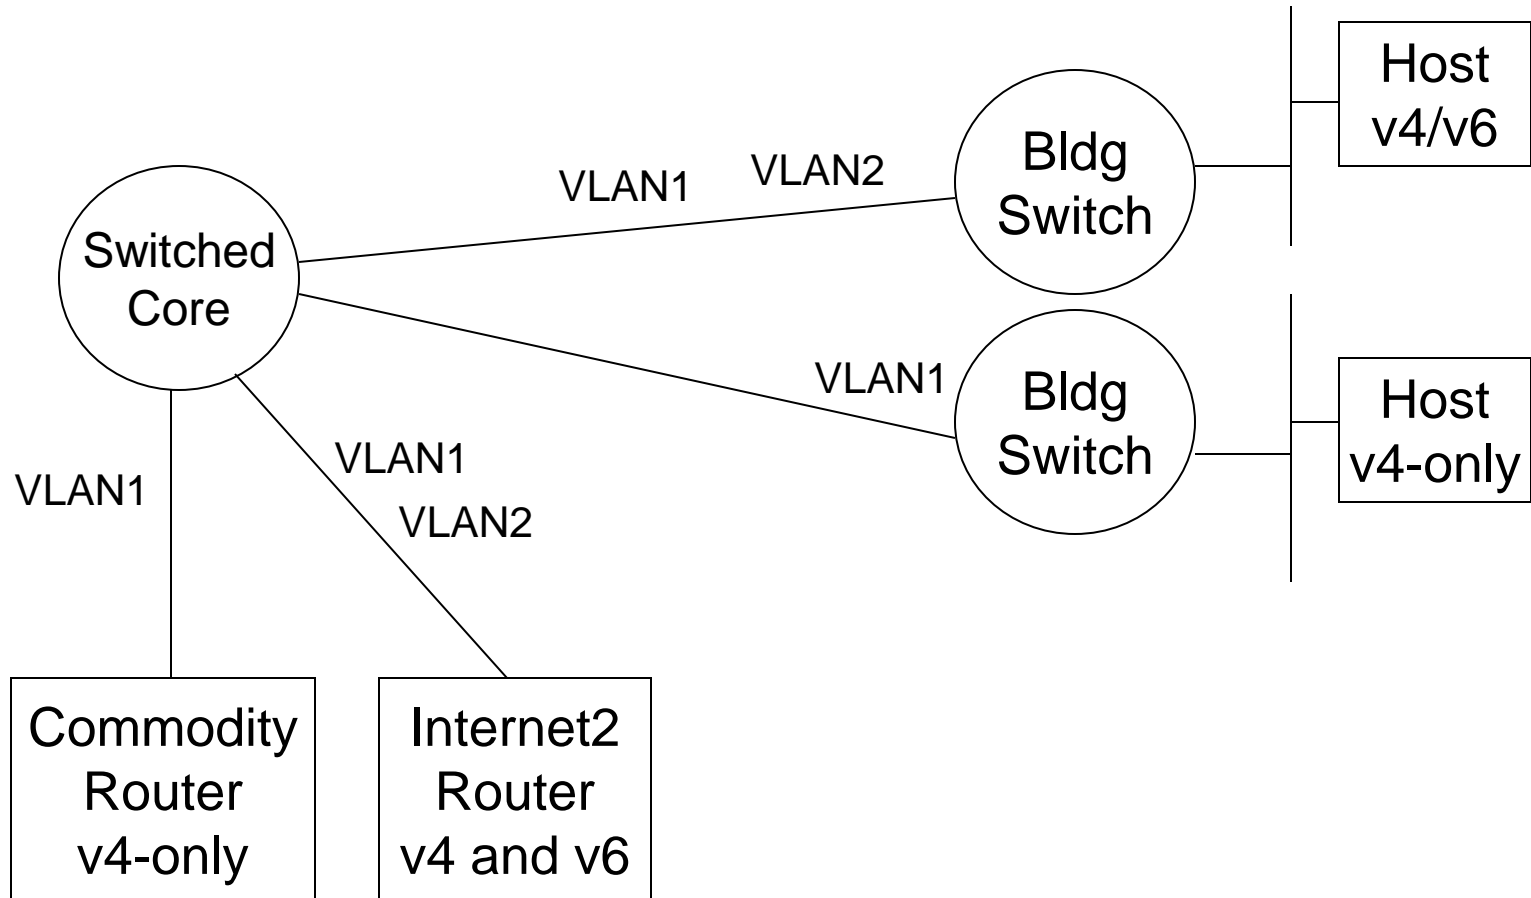 Host
v4/v6
Bldg
Switch
VLAN1
VLAN2
Switched
Core
VLAN1
Bldg
Switch
Host
v4-only
VLAN1
VLAN1
VLAN2
Commodity
Router
v4-only
Internet2
Router
v4 and v6